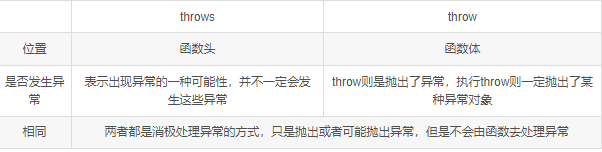 throws throw
位置 函数头 函数体
是否发生异 表示出现异常的一种可能性，并不一定会发 throw则是抛出了异常，执行throw则一定抛出了某
常 生这些异常 种异常对象
相同 两者都是消极处理异常的方式，只是抛出或者可能抛出异常，但是不会由函数去处理异常